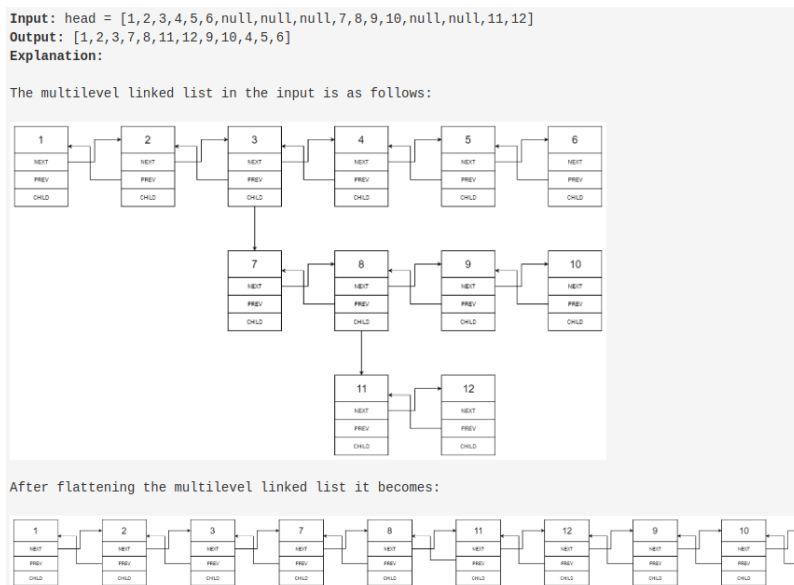 Input: head = [1,2,3,4,5,6,null,null,null,7,8,9,10,null,null,11,12]
Output: [1,2,3,7,8,11,12,9,10,4,5,6]
Explanation:
The multilevel linked list in the input is as follows:
1 2 3 4 5 6
NEXT NEXT NEXT NEXT NEXT NEXT
PREV PREV PREV PREV PREV PREV
CHILD CHILD CHILD CHILD CHILD CHILD
7 8 9 10
NEXT NEXT NEXT NEXT
PREV PREV PREV PREV
CHILD CHILD CHILD CHILD
11 12
NEXT NEXT
PREV PREV
CHILD CHILD
After flattening the multilevel linked list it becomes:
1 2 3 7 8 11 12 9 10
NEXT NEXT NEXT NEXT NEXT NEXT NEXT NEXT NEXT
PREV PREV PREV PREV PREV PREV PREV PREV PREV
CHILD CHILD CHILD CHILD CHILD CHILD CHILD CHILD CHILD